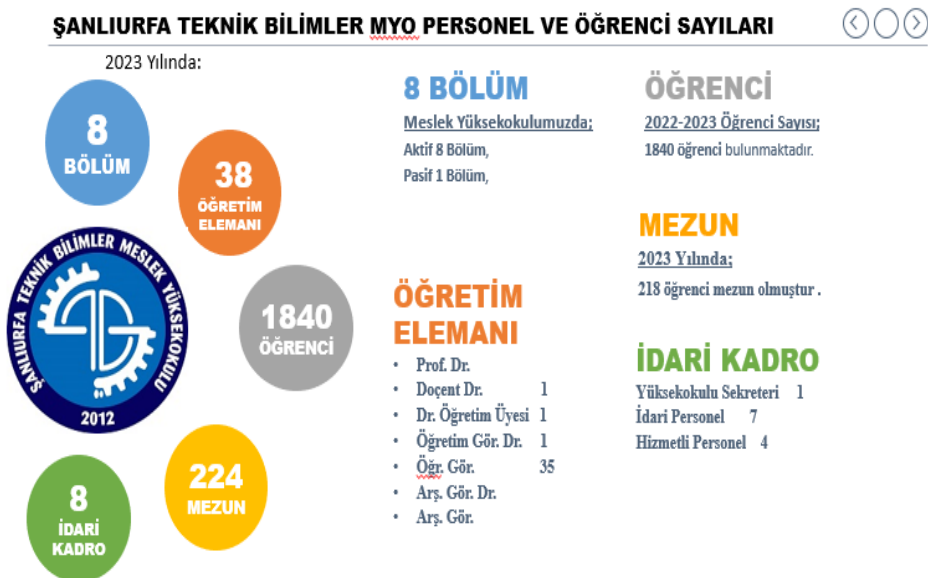 ŞANLIURFA TEKNİK BİLİMLER MYO PERSONEL VE ÖĞRENCİ SAYILARI
2023 Yılında:
8
BÖLÜM
38
ÖĞRETİM
ELEMANI
ŞANLIURFA TEKNİK BİLİMLER MESLEK YÜKSEKOKULU
2012
1840
ÖĞRENCİ
224
MEZUN
8
İDARİ
KADRO
8 BÖLÜM
Meslek Yüksekokulumuzda;
Aktif 8 Bölüm,
Pasif 1 Bölüm,
ÖĞRETİM
ELEMANI
• Prof. Dr.
• Doçent Dr. 1
• Dr. Öğretim Üyesi 1
• Öğretim Gör. Dr. 1
• Öğr. Gör. 35
• Arş. Gör. Dr.
• Arş. Gör.
ÖĞRENCİ
2022-2023 Öğrenci Sayısı;
1840 öğrenci bulunmaktadır.
MEZUN
2023 Yılında;
218 öğrenci mezun olmuştur .
İDARİ KADRO
Yüksekokulu Sekreteri 1
İdari Personel 7
Hizmetli Personel 4